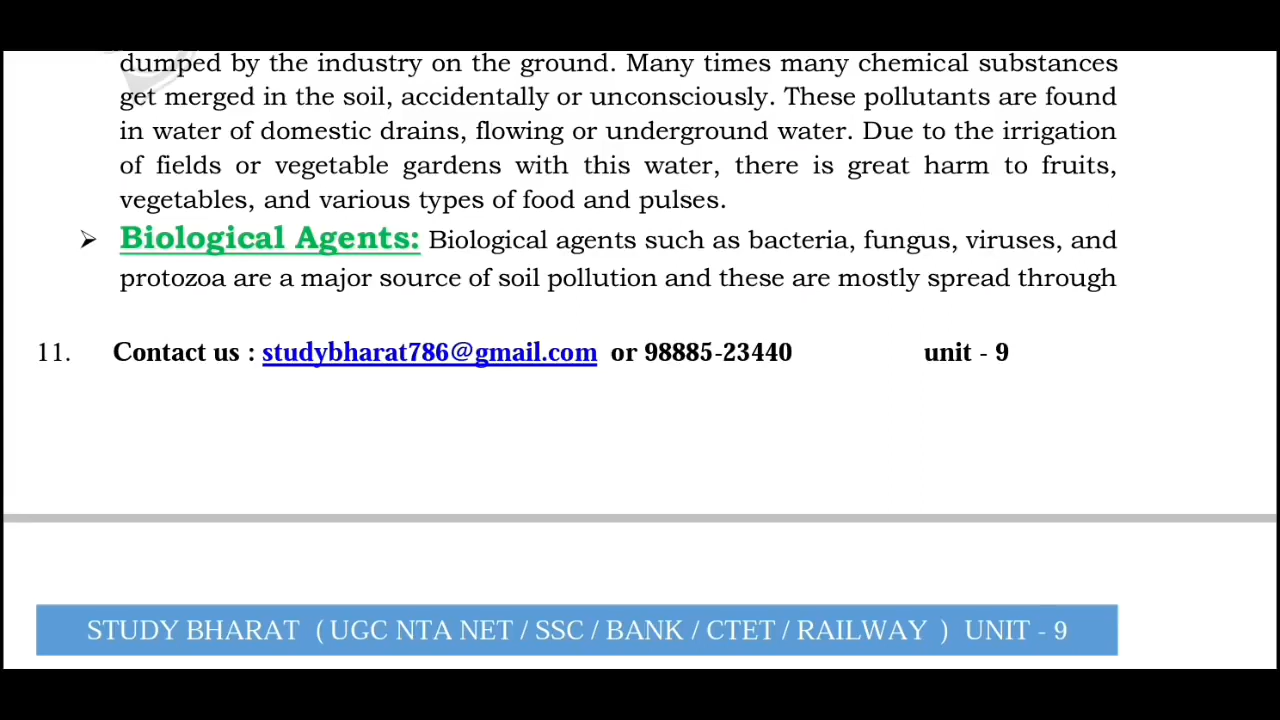 dumped by the industry on the ground. Many times many chemical substances
get merged in the soil, accidentally or unconsciously. These pollutants are found
in water of domestic drains, flowing or underground water. Due to the irrigation
of fields or vegetable gardens with this water, there is great harm to fruits,
vegetables, and various types of food and pulses.
➢ Biological Agents: Biological agents such as bacteria, fungus, viruses, and
protozoa are a major source of soil pollution and these are mostly spread through
11. Contact us : studybharat786@gmail.com or 98885-23440 unit - 9
STUDY BHARAT ( UGC NTA NET / SSC / BANK / CTET / RAILWAY ) UNIT - 9